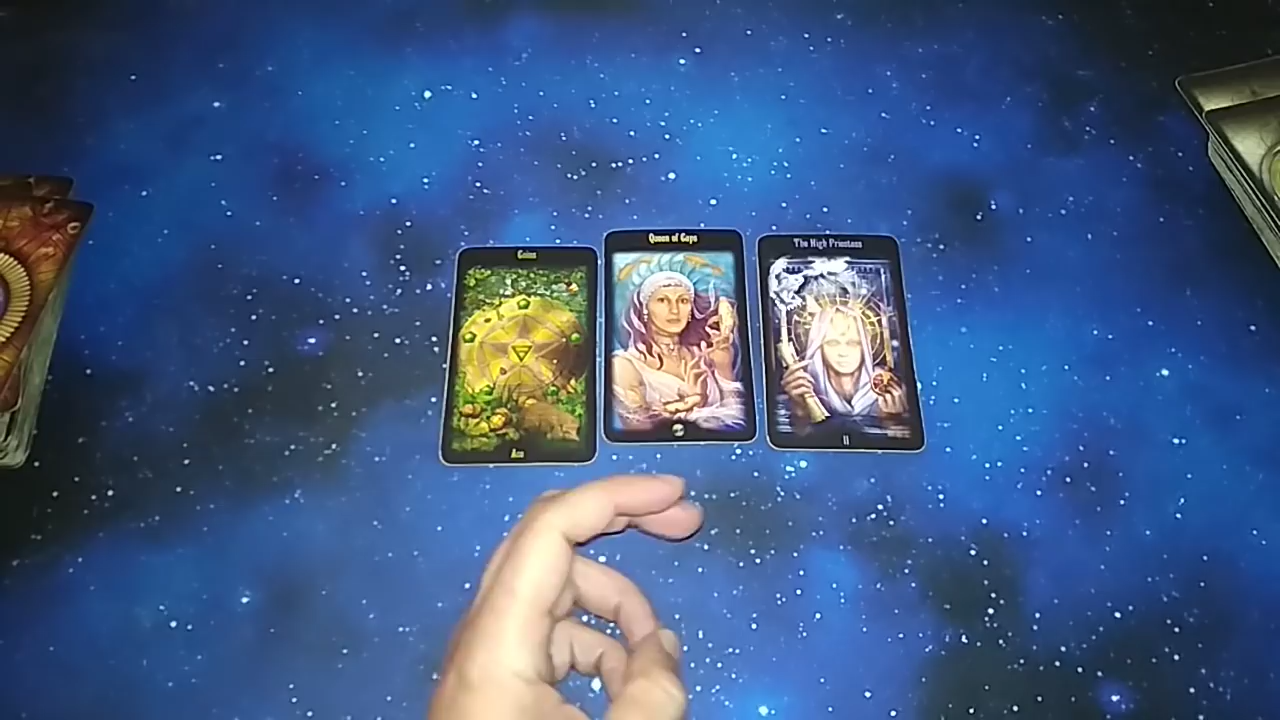 Coins
Ace
Queen of Cups
The High Priestess
II